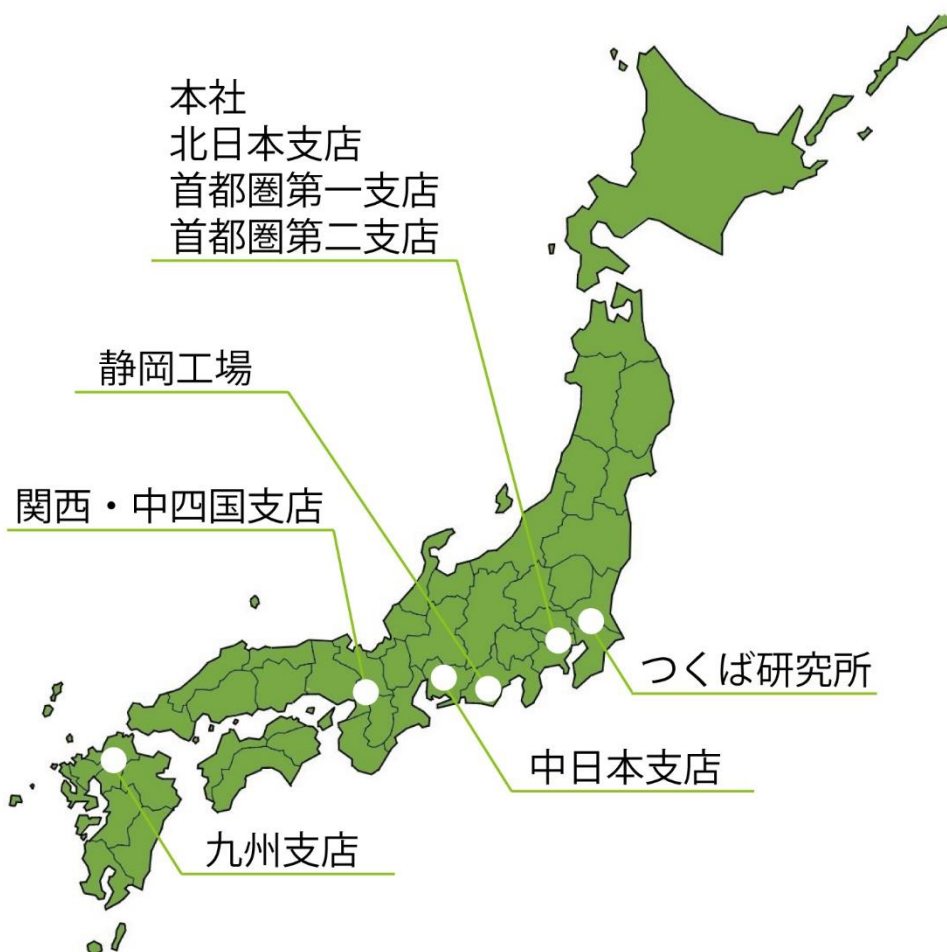 本社
北日本支店
首都圏第一支店
首都圏第二支店
静岡工場
関西・中四国支店
つくば研究所
中日本支店
九州支店